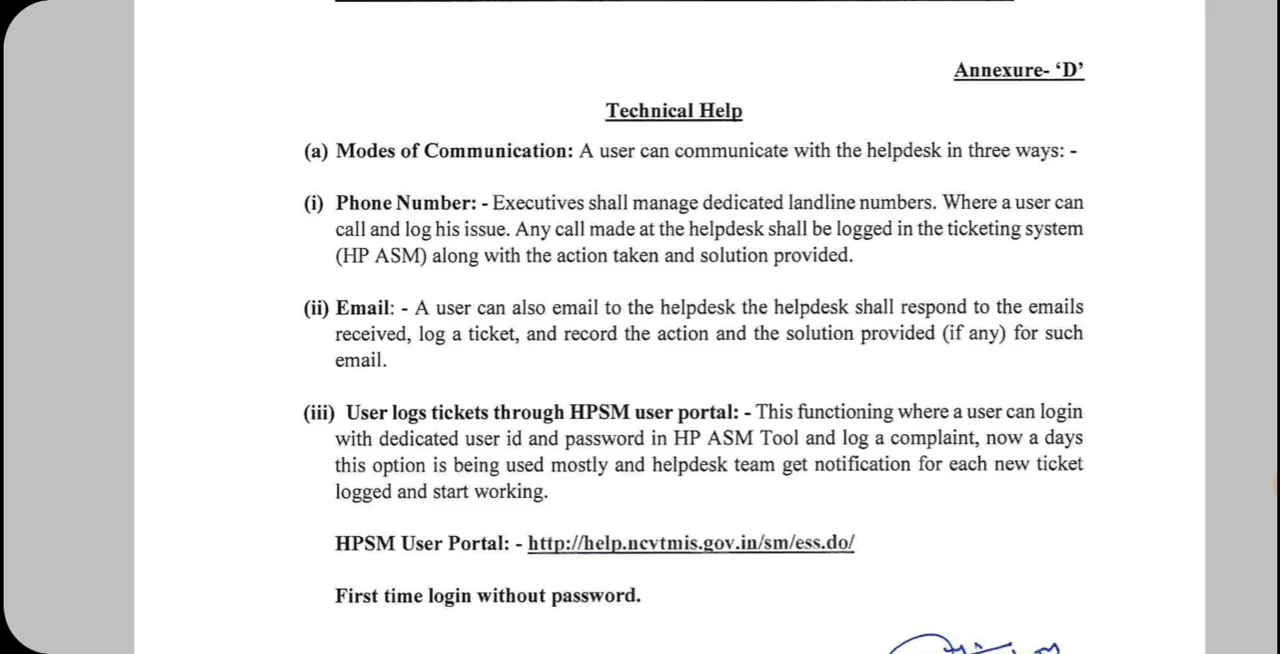 Annexure- ‘D’
Technical Help
(a) Modes of Communication: A user can communicate with the helpdesk in three ways: -
(i) Phone Number: - Executives shall manage dedicated landline numbers. Where a user can
call and log his issue. Any call made at the helpdesk shall be logged in the ticketing system
(HP ASM) along with the action taken and solution provided.
(ii) Email: - A user can also email to the helpdesk the helpdesk shall respond to the emails
received, log a ticket, and record the action and the solution provided (if any) for such
email.
(iii) User logs tickets through HPSM user portal: - This functioning where a user can login
with dedicated user id and password in HP ASM Tool and log a complaint, now a days
this option is being used mostly and helpdesk team get notification for each new ticket
logged and start working.
HPSM User Portal: - http://help.ncvtmis.gov.in/sm/ess.do/
First time login without password.